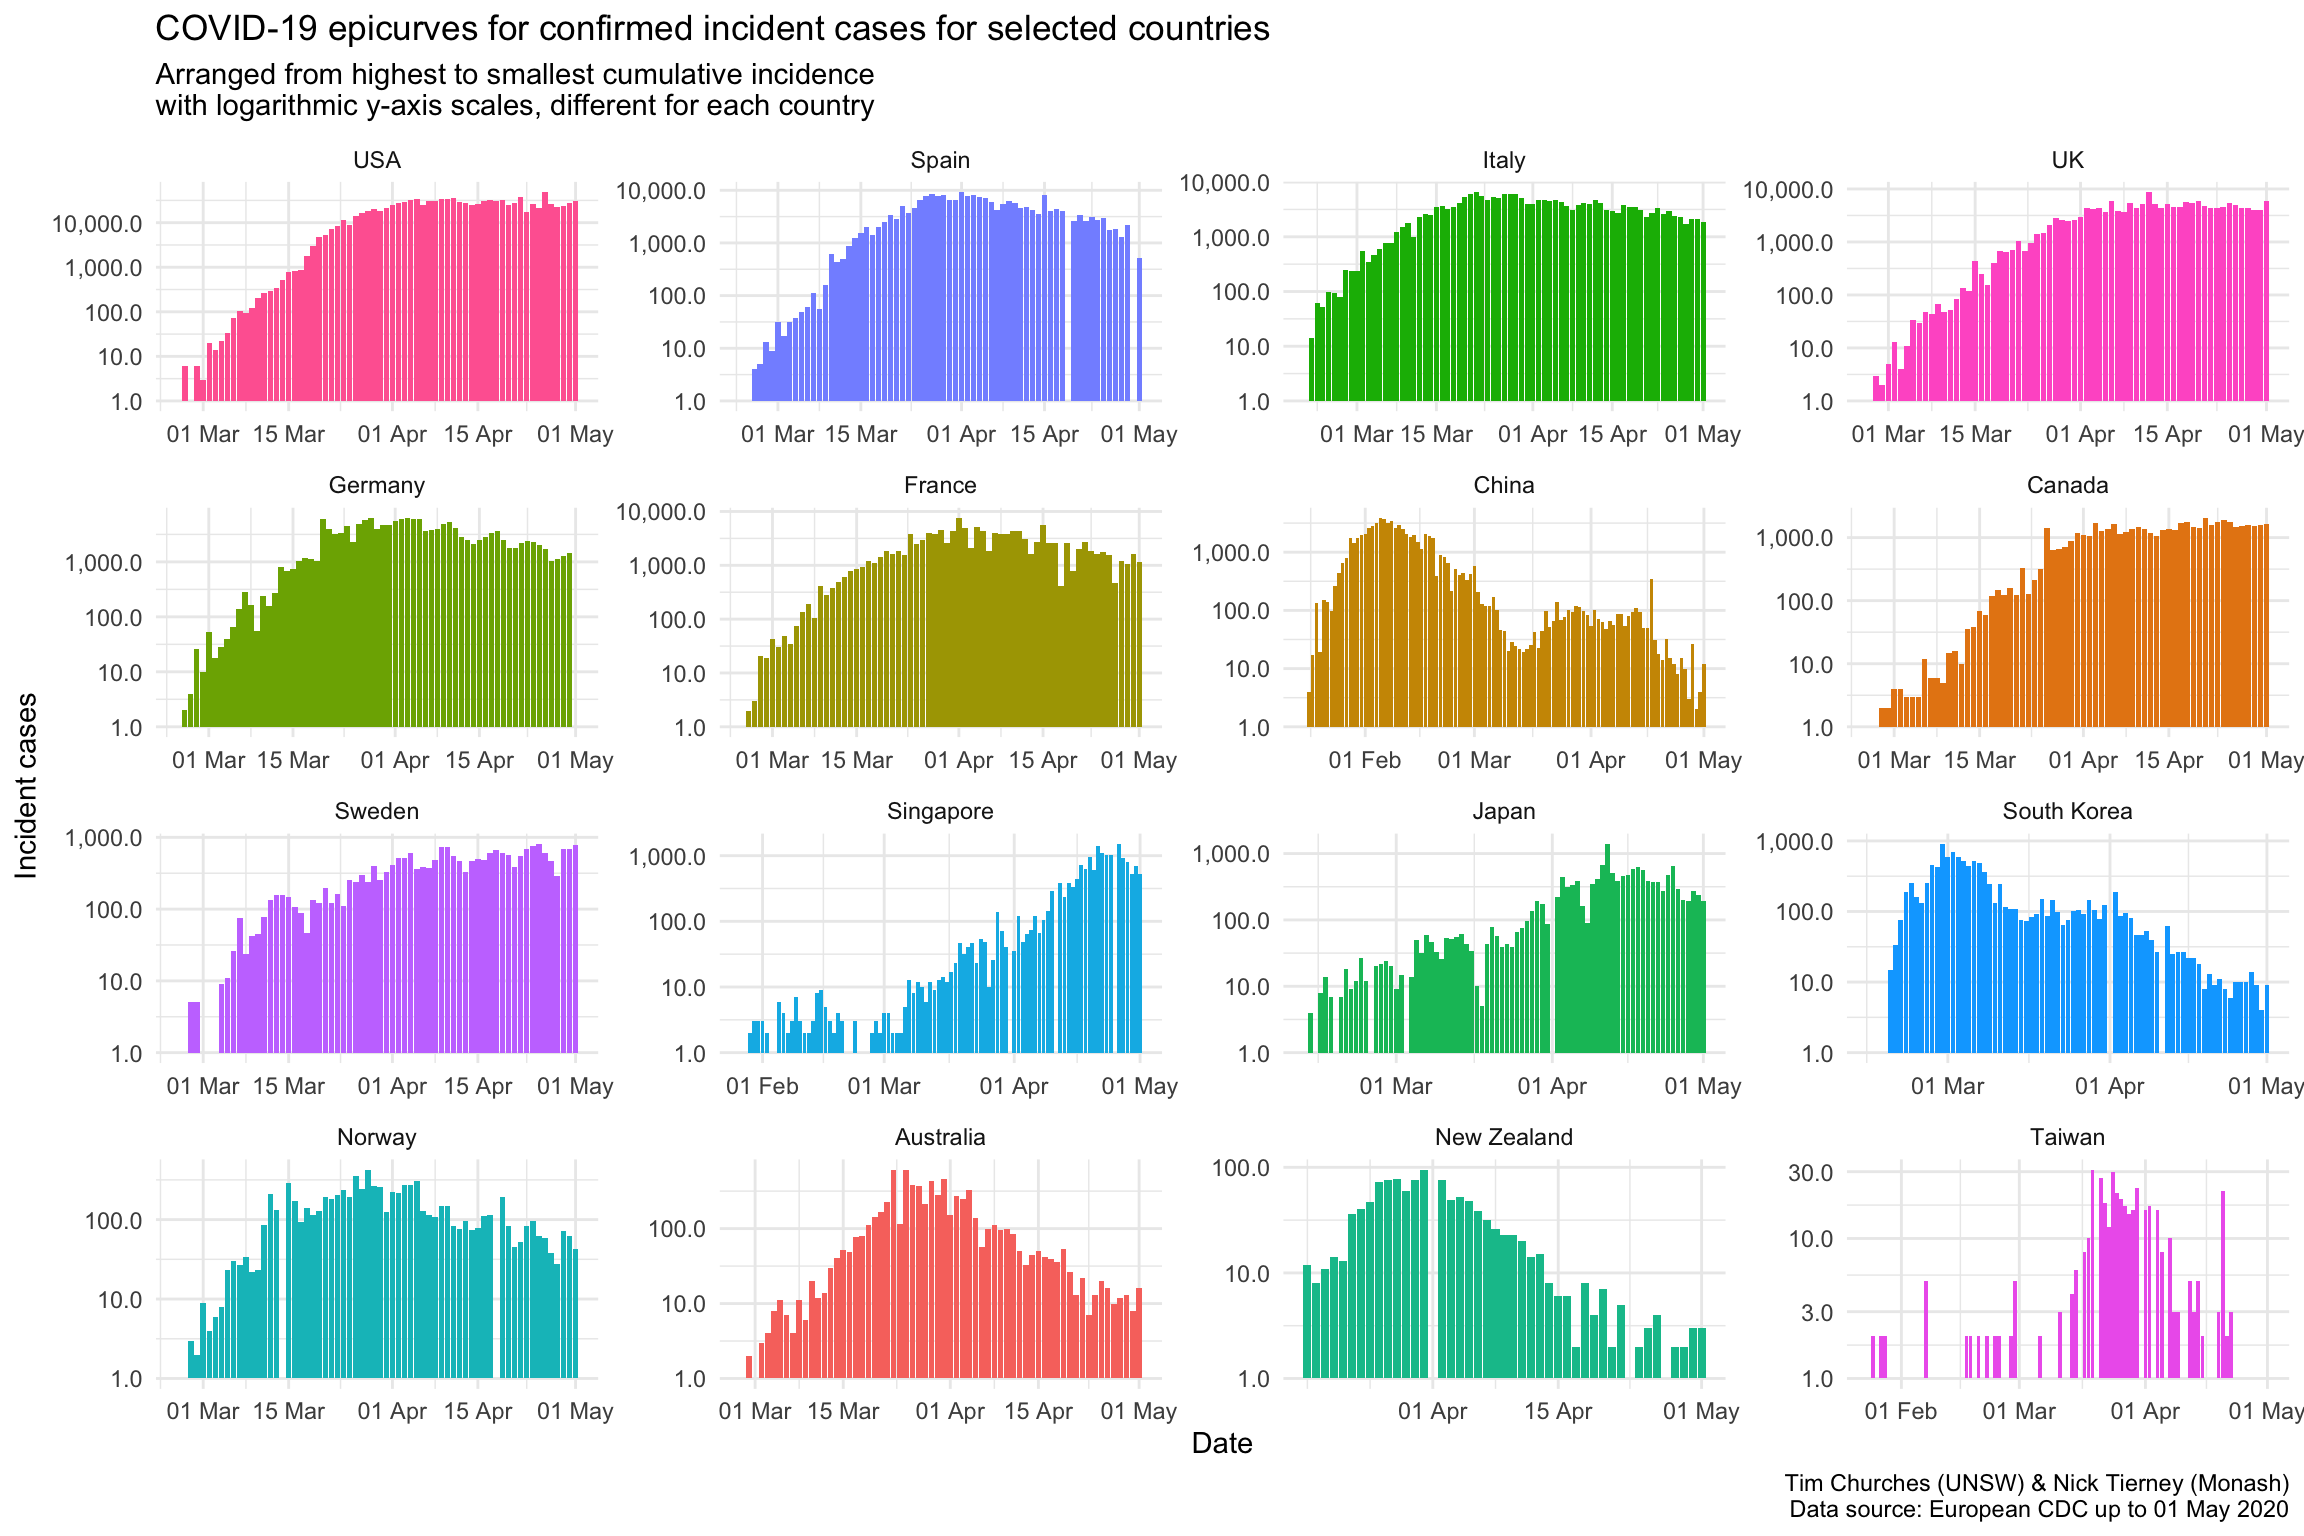 COVID-19 epicurves for confirmed incident cases for selected countries
Arranged from highest to smallest cumulative incidence
with logarithmic y-axis scales, different for each country
Incident cases
USA
10,000.0
1,000.0
100.0
10.0
1.0
01 Mar 15 Mar 01 Apr 15 Apr 01 May
Spain
10,000.0
1,000.0
100.0
10.0
1.0
01 Mar 15 Mar 01 Apr 15 Apr 01 May
Italy
10,000.0
1,000.0
100.0
10.0
1.0
01 Mar 15 Mar 01 Apr 15 Apr 01 May
UK
10,000.0
1,000.0
100.0
10.0
1.0
01 Mar 15 Mar 01 Apr 15 Apr 01 May
Germany
1,000.0
100.0
10.0
1.0
01 Mar 15 Mar 01 Apr 15 Apr 01 May
France
10,000.0
1,000.0
100.0
10.0
1.0
01 Mar 15 Mar 01 Apr 15 Apr 01 May
China
1,000.0
100.0
10.0
1.0
01 Feb 01 Mar 01 Apr 01 May
Canada
1,000.0
100.0
10.0
1.0
01 Mar 15 Mar 01 Apr 15 Apr 01 May
Sweden
1,000.0
100.0
10.0
1.0
01 Mar 15 Mar 01 Apr 15 Apr 01 May
Singapore
1,000.0
100.0
10.0
1.0
01 Feb 01 Mar 01 Apr 01 May
Japan
1,000.0
100.0
10.0
1.0
01 Mar 01 Apr 01 May
South Korea
1,000.0
100.0
10.0
1.0
01 Mar 01 Apr 01 May
Norway
100.0
10.0
1.0
01 Mar 15 Mar 01 Apr 15 Apr 01 May
Australia
100.0
10.0
1.0
01 Mar 15 Mar 01 Apr 15 Apr 01 May
New Zealand
100.0
10.0
1.0
01 Apr 15 Apr 01 May
Taiwan
30.0
10.0
3.0
1.0
01 Feb 01 Mar 01 Apr 01 May
Date
Tim Churches (UNSW) & Nick Tierney (Monash)
Data source: European CDC up to 01 May 2020